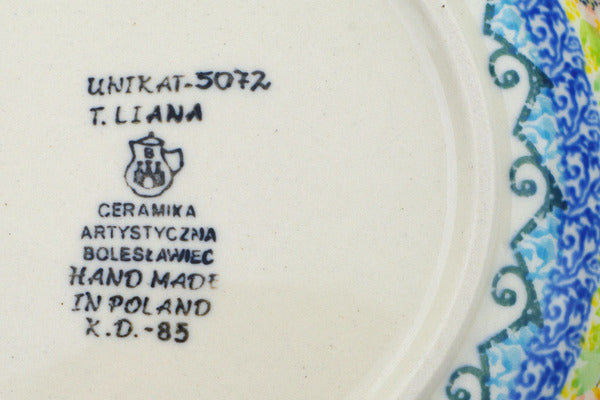 UNIKAT-5072
T. LIANA
B
CERAMIKA
ARTYSTYCZNA
BOLESŁAWIEC
HAND MADE
IN POLAND
K.D.-85